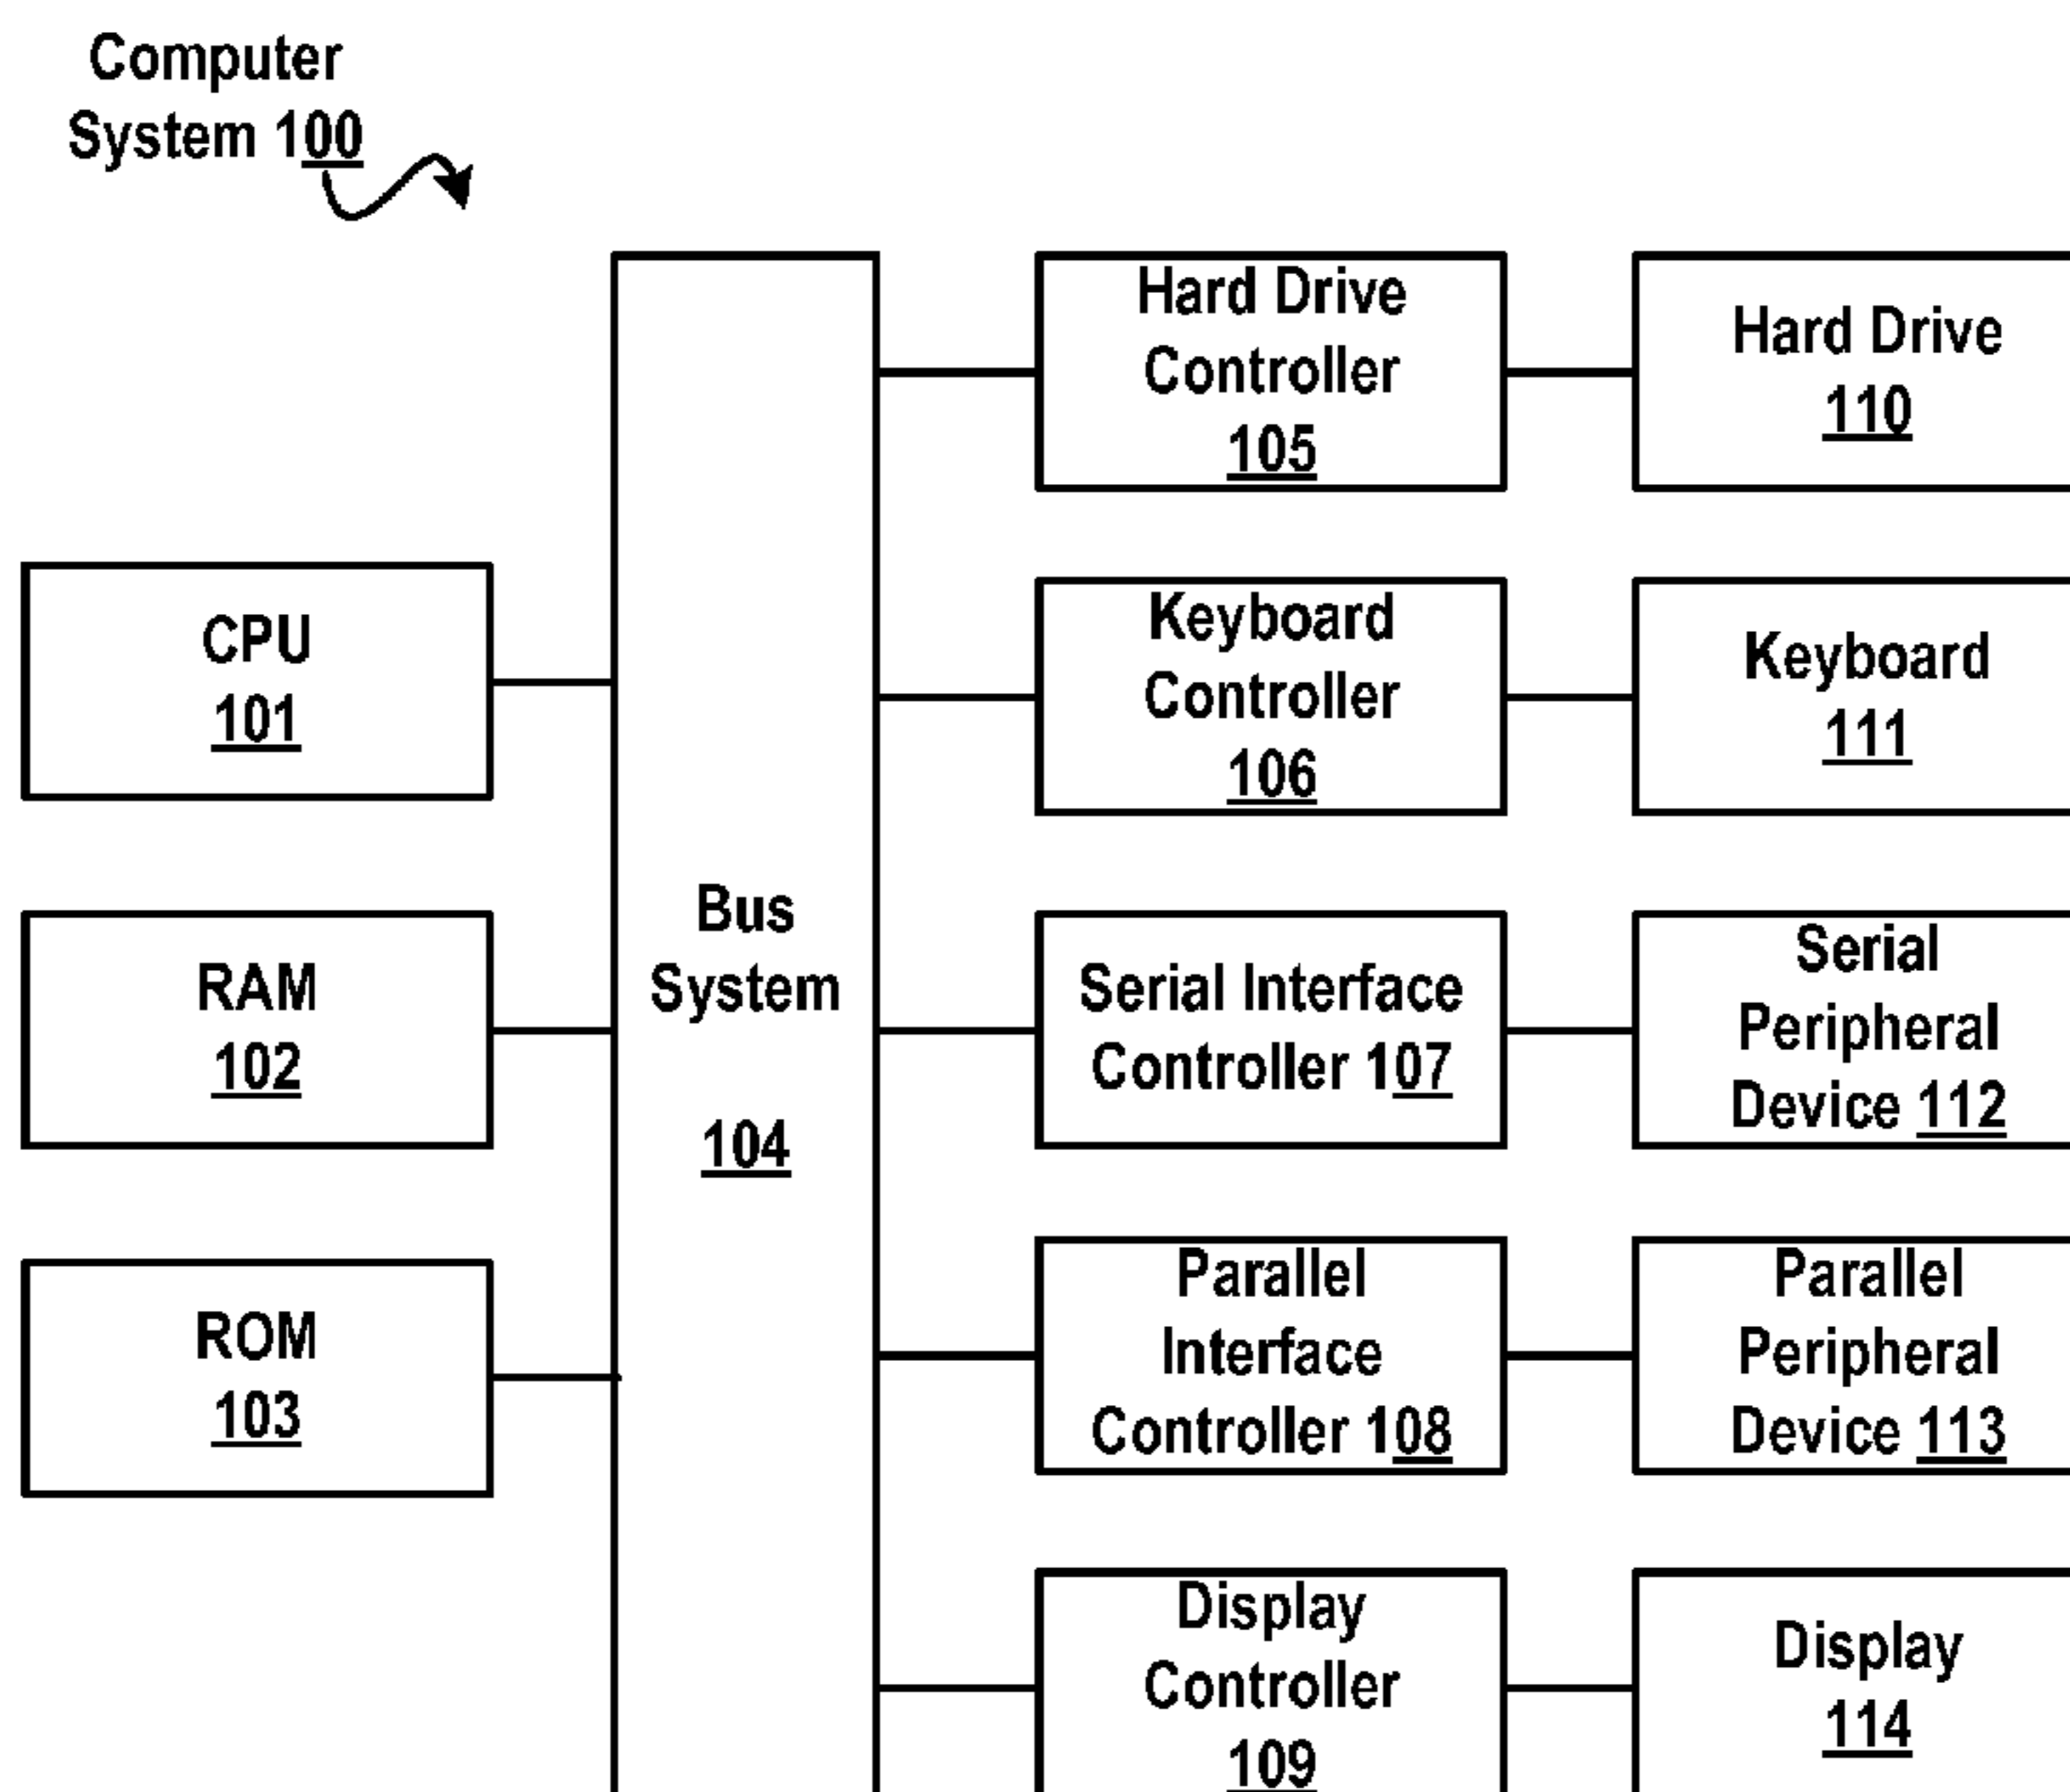 Computer
System 100
Hard Drive
Controller
105
Hard Drive
110
CPU
101
Keyboard
Controller
106
Keyboard
111
RAM
102
Bus
System
104
Serial Interface
Controller 107
Serial
Peripheral
Device 112
ROM
103
Parallel
Interface
Controller 108
Parallel
Peripheral
Device 113
Display
Controller
109
Display
114